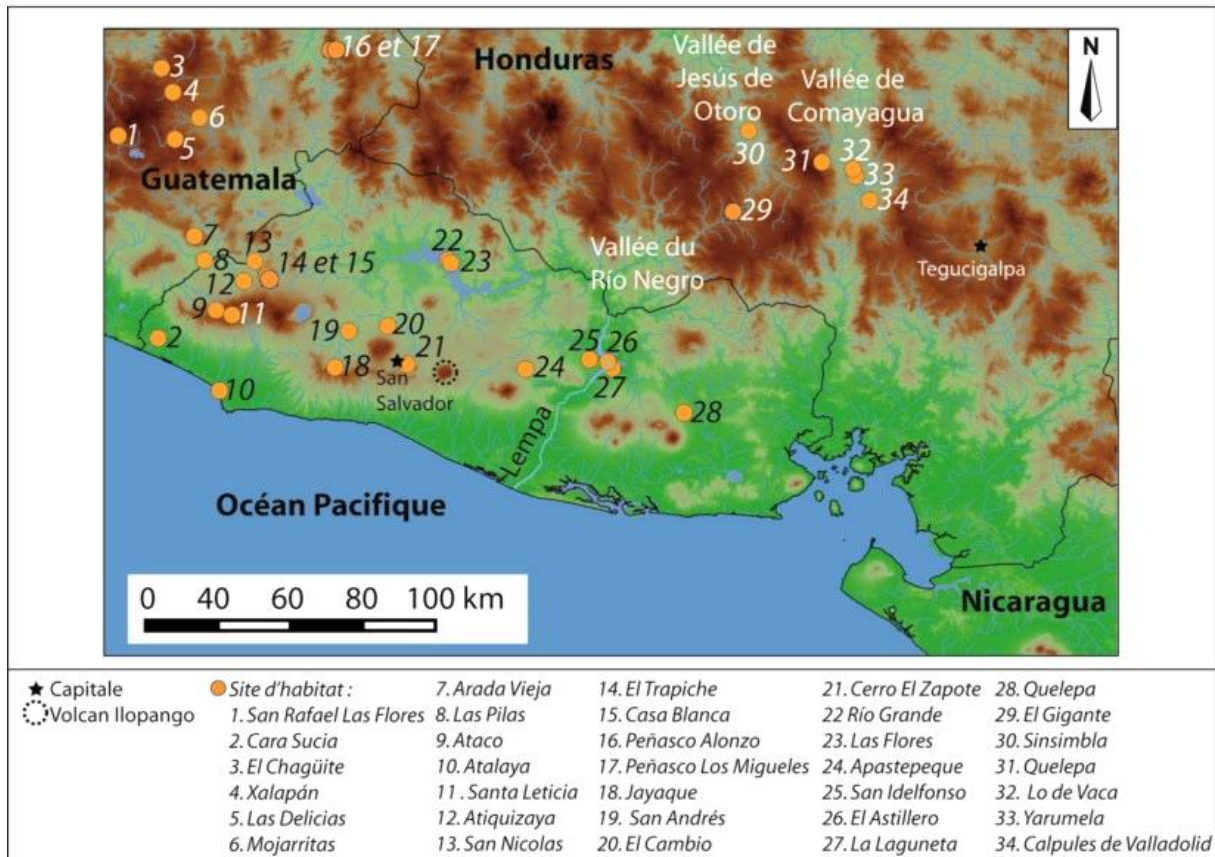 16 et 17
Honduras
Vallée de
Jesús de
Otoro
Vallée de
Comayagua
N
3
4
6
1
5
30
31
32
33
34
Guatemala
29
7
8
13
14 et 15
12
22
23
Vallée du
Río Negro
Tegucigalpa
9
11
2
19
20
18
21
San
Salvador
24
25
26
27
28
10
Lempa
Océan Pacifique
Nicaragua
0 40 60 80 100 km
Capitale
Volcan Ilopango
Site d'habitat :
1. San Rafael Las Flores
2. Cara Sucia
3. El Chagüite
4. Xalapán
5. Las Delicias
6. Mojarritas
7. Arada Vieja
8. Las Pilas
9. Ataco
10. Atalaya
11. Santa Leticia
12. Atiquizaya
13. San Nicolas
14. El Trapiche
15. Casa Blanca
16. Peñasco Alonzo
17. Peñasco Los Migueles
18. Jayaque
19. San Andrés
20. El Cambio
21. Cerro El Zapote
22 Río Grande
23. Las Flores
24. Apastepeque
25. San Idelfonso
26. El Astillero
27. La Laguneta
28. Quelepa
29. El Gigante
30. Sinsimbla
31. Quelepa
32. Lo de Vaca
33. Yarumela
34. Calpules de Valladolid